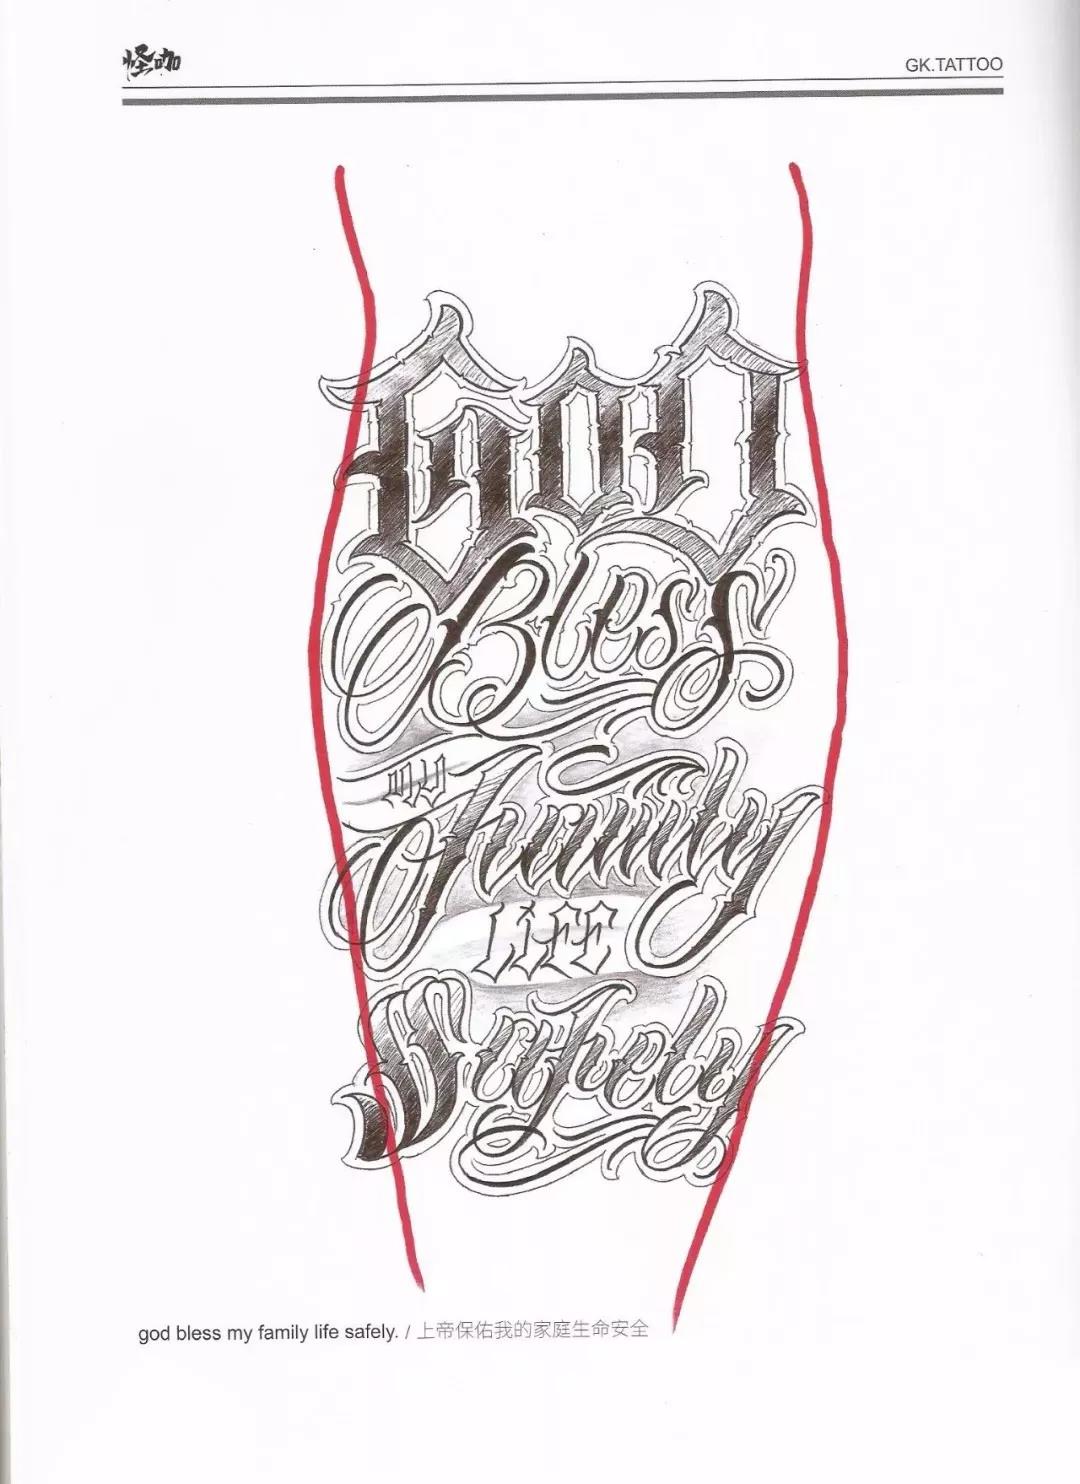 怪咖
GK.TATTOO
GOD
Bless
my
Family
LiFE
Safely
god bless my family life safely. / 上帝保佑我的家庭生命安全